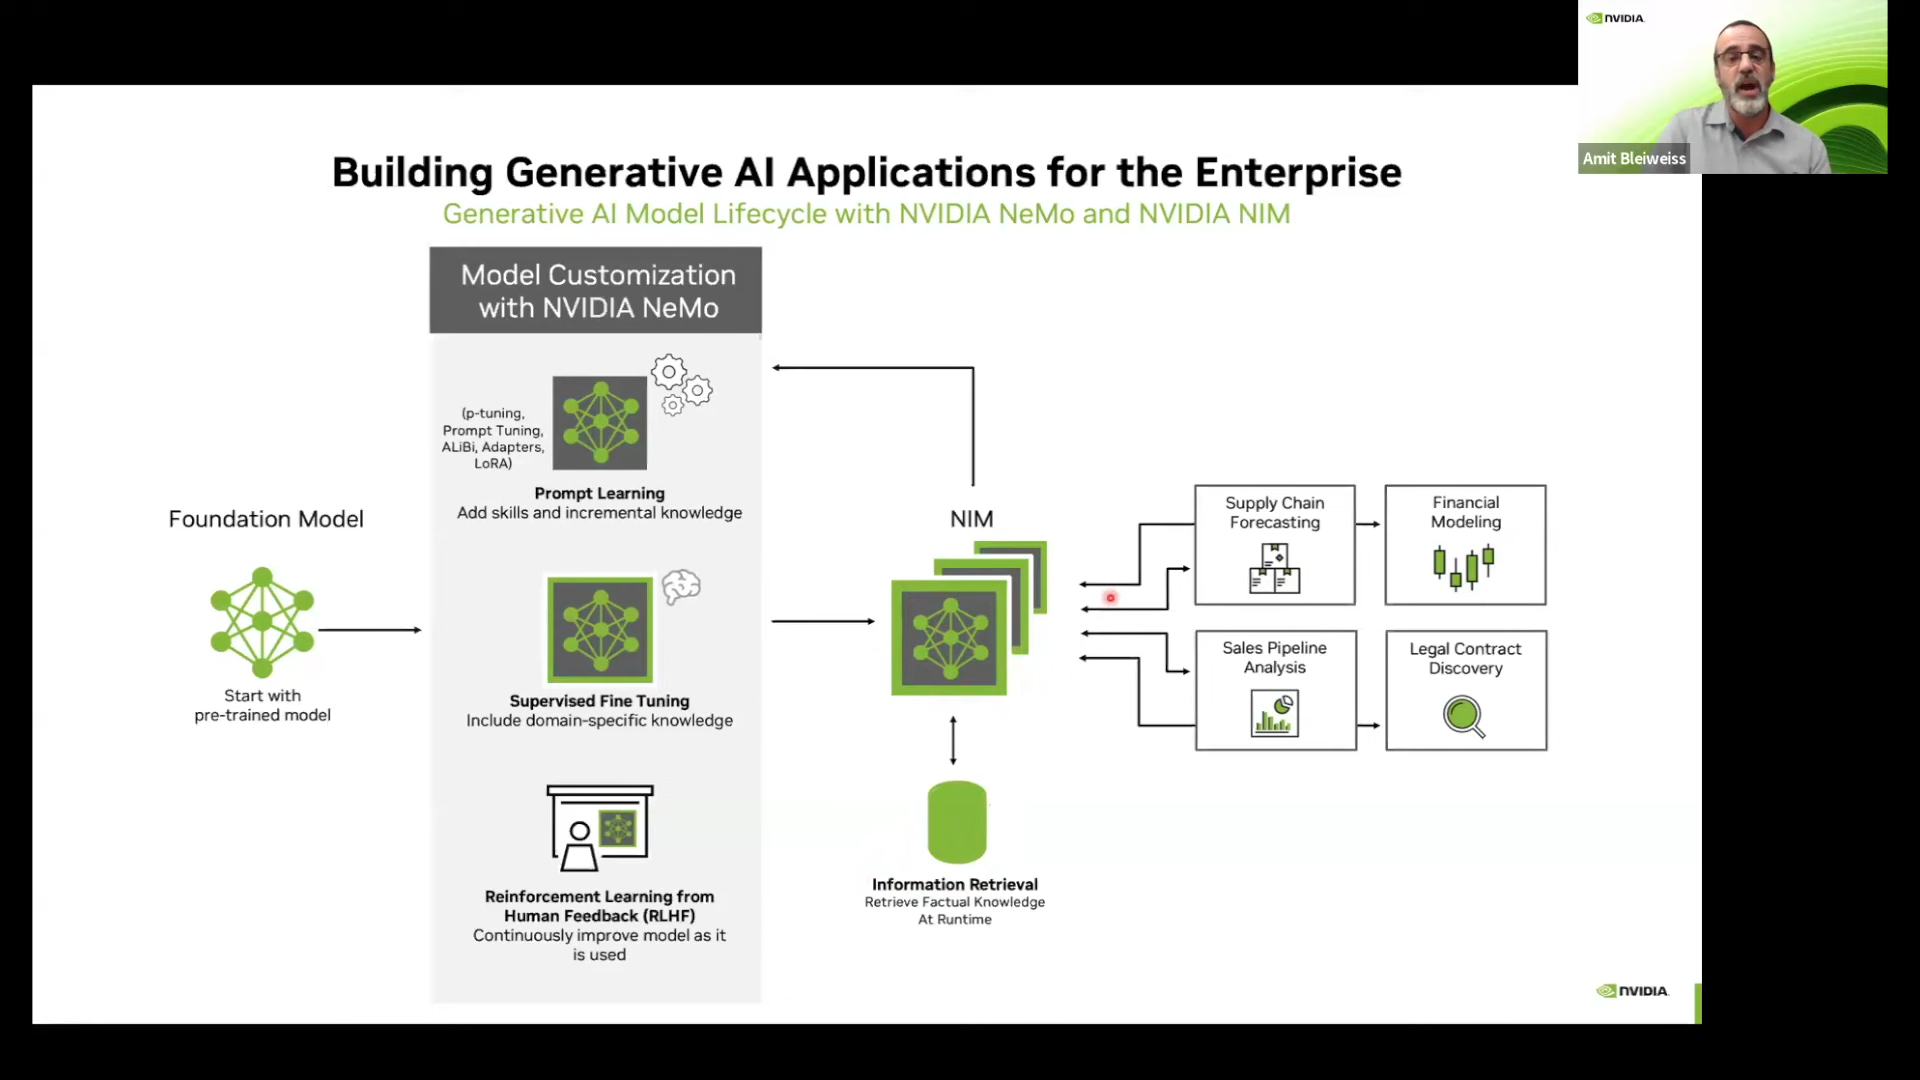 NVIDIA.
Amit Bleiweiss
Building Generative AI Applications for the Enterprise
Generative AI Model Lifecycle with NVIDIA NeMo and NVIDIA NIM
Model Customization
with NVIDIA NeMo
(p-tuning,
Prompt Tuning,
ALiBi, Adapters,
LoRA)
Prompt Learning
Add skills and incremental knowledge
Foundation Model
Start with
pre-trained model
Supervised Fine Tuning
Include domain-specific knowledge
Reinforcement Learning from
Human Feedback (RLHF)
Continuously improve model as it
is used
NIM
Information Retrieval
Retrieve Factual Knowledge
At Runtime
Supply Chain
Forecasting
Financial
Modeling
Sales Pipeline
Analysis
Legal Contract
Discovery
NVIDIA.